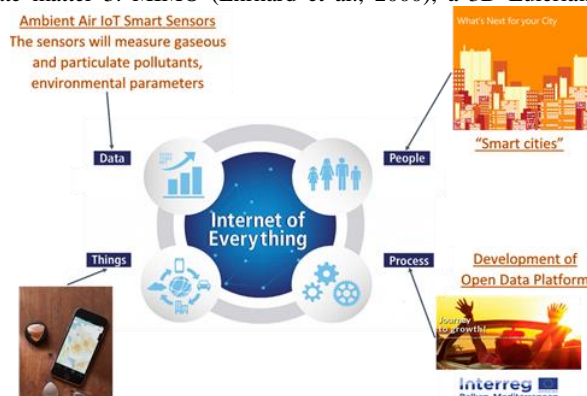 Ambient Air IoT Smart Sensors
The sensors will measure gaseous
and particulate pollutants,
environmental parameters
What's Next for your City
"Smart cities"
Data
People
Internet of
Everything
Things
Process
Development of
Open Data Platform
Journey
to growth!
Interreg